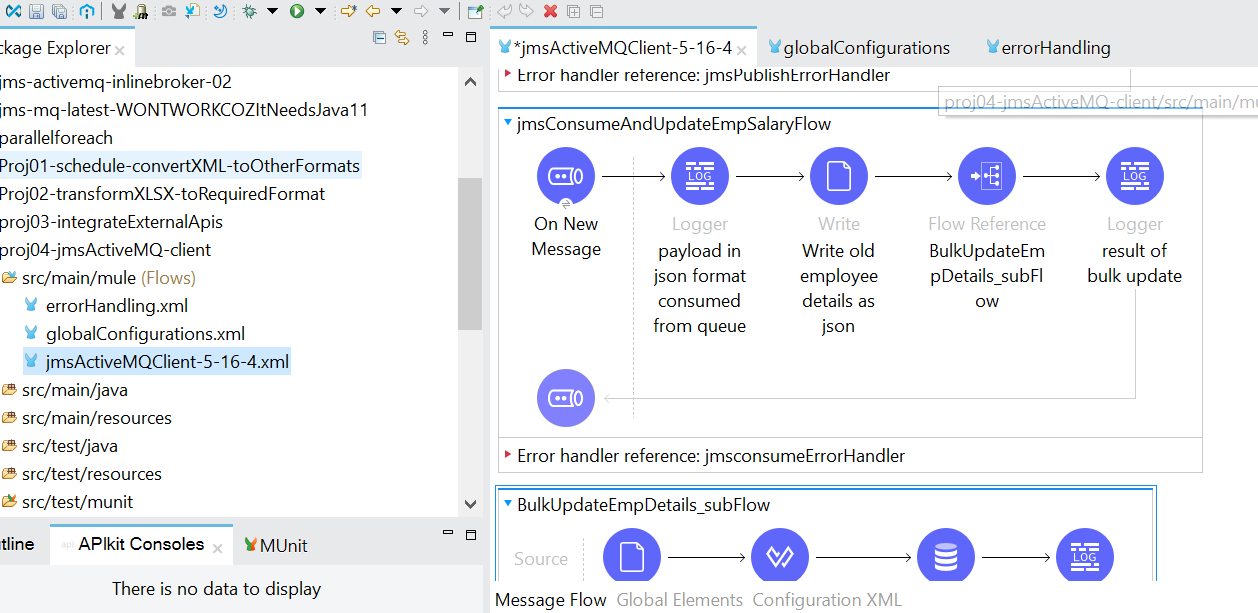 ckage Explorer
jms-activemq-inlinebroker-02
jms-mq-latest-WONTWORKCOZItNeedsJava11
parallelforeach
Proj01-schedule-convertXML-toOtherFormats
Proj02-transformXLSX-toRequiredFormat
proj03-integrateExternalApis
proj04-jmsActiveMQ-client
src/main/mule (Flows)
errorHandling.xml
globalConfigurations.xml
jmsActiveMQClient-5-16-4.xml
src/main/java
src/main/resources
src/test/java
src/test/resources
src/test/munit
utline
API APIkit Consoles
MUnit
There is no data to display
*jmsActiveMQClient-5-16-4
globalConfigurations
errorHandling
Error handler reference: jmsPublishErrorHandler
proj04-jmsActiveMQ-client/src/main/mu
jmsConsumeAndUpdateEmpSalaryFlow
LOG
LOG
On New
Message
Logger
payload in
json format
consumed
from queue
Write
Write old
employee
details as
json
Flow Reference
BulkUpdateEm
pDetails_subFl
ow
Logger
result of
bulk update
Error handler reference: jmsconsumeErrorHandler
BulkUpdateEmpDetails_subFlow
Source
LOG
Message Flow
Global Elements
Configuration XML